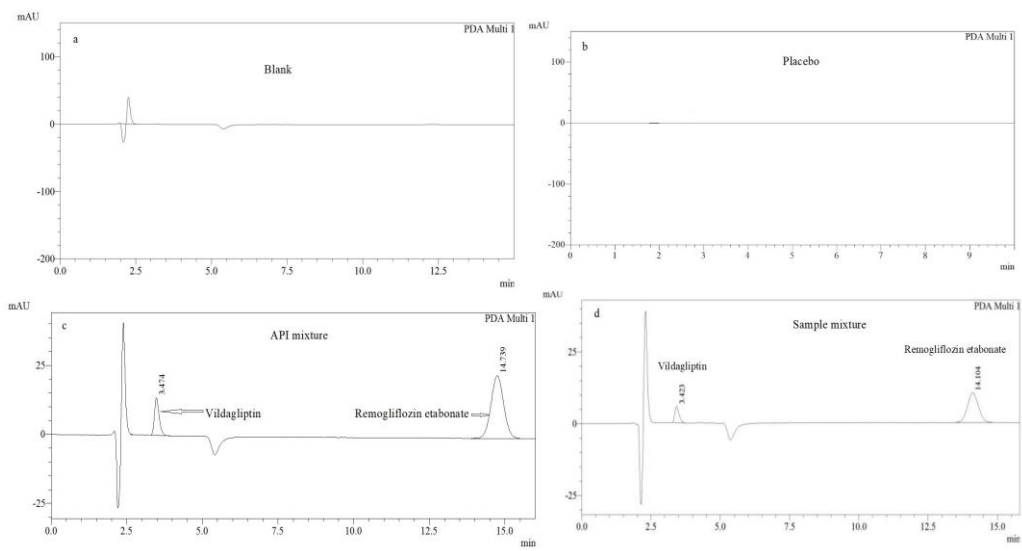 mAU
PDA Multi 1
a
Blank
100
0
-100
-200
0.0 2.5 5.0 7.5 10.0 12.5
min
mAU
PDA Multi 1
b
Placebo
100
0
-100
-200
0 1 2 3 4 5 6 7 8 9
min
mAU
PDA Multi 1
c
API mixture
25
0
-25
3.474
14.739
Vildagliptin
Remogliflozin etabonate
0.0 2.5 5.0 7.5 10.0 12.5 15.0
min
mAU
PDA Multi 1
d
Sample mixture
Remogliflozin etabonate
Vildagliptin
25
0
-25
3.423
14.104
0.0 2.5 5.0 7.5 10.0 12.5 15.0
min